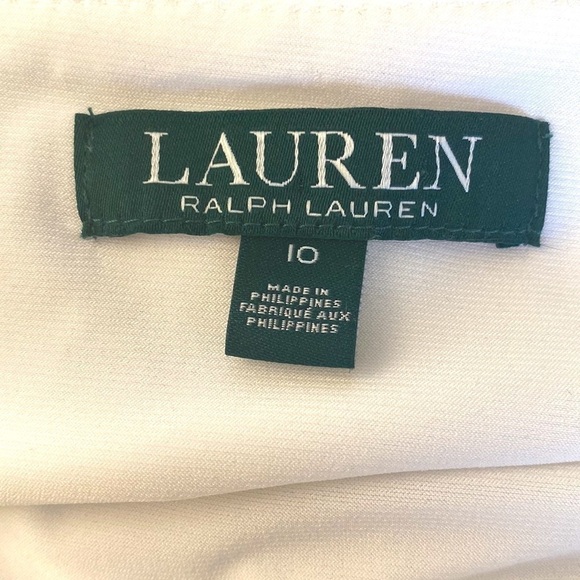 LAUREN
RALPH LAUREN
10
MADE IN
PHILIPPINES
FABRIQUÉ AUX
PHILIPPINES